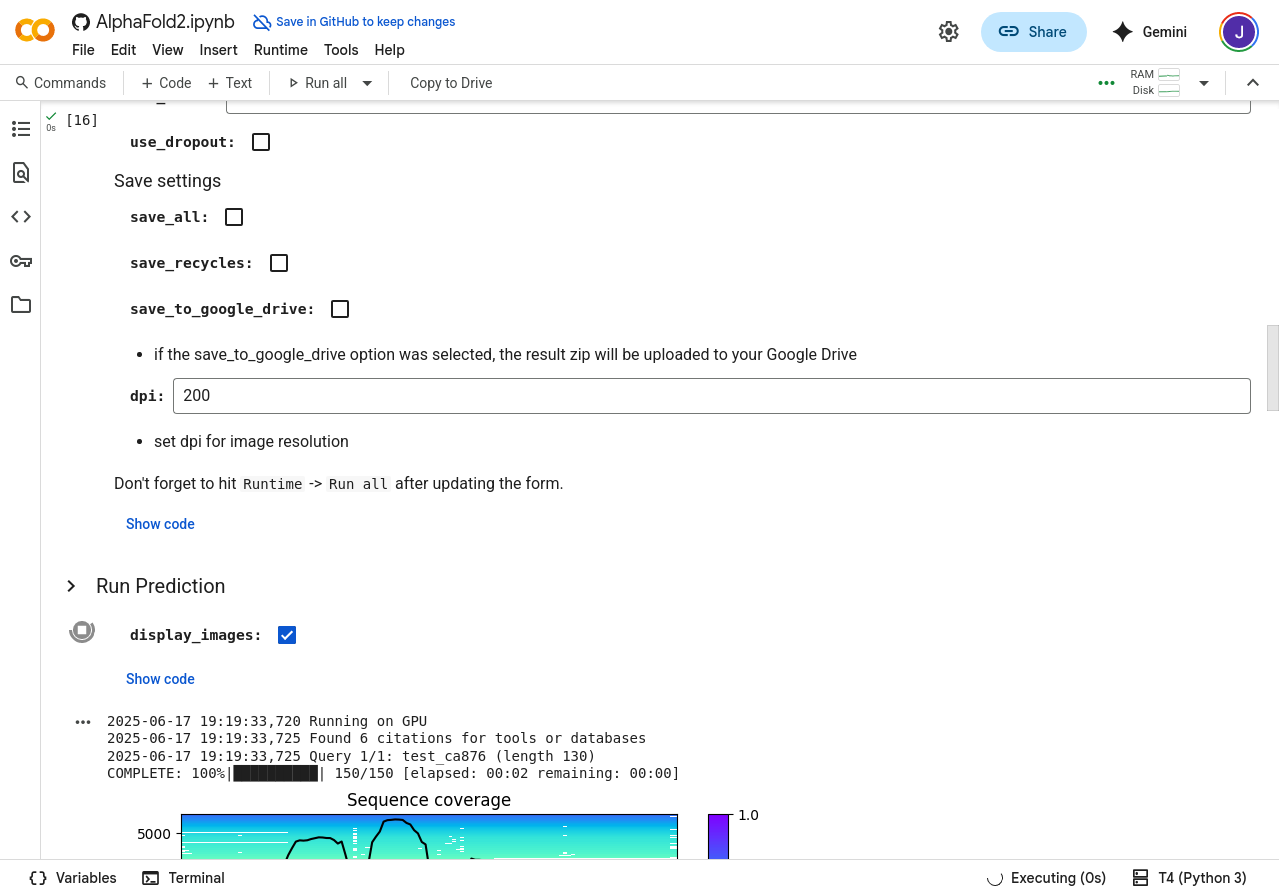 AlphaFold2.ipynb
Save in GitHub to keep changes
File Edit View Insert Runtime Tools Help
Share
Gemini
J
Commands
+ Code + Text
Run all
Copy to Drive
RAM
Disk
0s
[16]
use_dropout:
Save settings
save_all:
save_recycles:
save_to_google_drive:
• if the save_to_google_drive option was selected, the result zip will be uploaded to your Google Drive
dpi: 200
• set dpi for image resolution
Don't forget to hit Runtime -> Run all after updating the form.
Show code
Run Prediction
display_images:
Show code
2025-06-17 19:19:33,720 Running on GPU
2025-06-17 19:19:33,725 Found 6 citations for tools or databases
2025-06-17 19:19:33,725 Query 1/1: test_ca876 (length 130)
COMPLETE: 100%|██████████| 150/150 [elapsed: 00:02 remaining: 00:00]
Sequence coverage
1.0
5000
Variables
Terminal
Executing (0s)
T4 (Python 3)